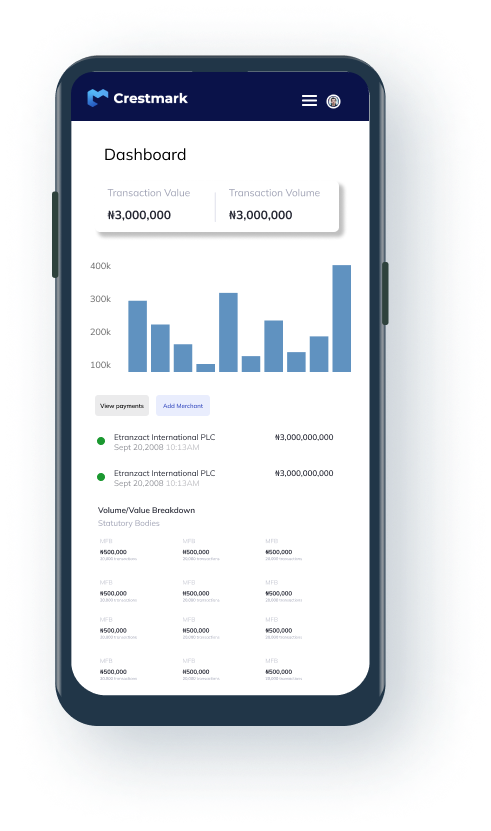 Crestmark
Dashboard
Transaction Value Transaction Volume
₦3,000,000 ₦3,000,000
400k
300k
200k
100k
View payments Add Merchant
Etranzact International PLC ₦3,000,000,000
Sept 20,2008 10:13AM
Etranzact International PLC ₦3,000,000,000
Sept 20,2008 10:13AM
Volume/Value Breakdown
Statutory Bodies
MFB MFB MFB
₦500,000 ₦500,000 ₦500,000
20,000 transactions 20,000 transactions 20,000 transactions
MFB MFB MFB
₦500,000 ₦500,000 ₦500,000
20,000 transactions 20,000 transactions 20,000 transactions
MFB MFB MFB
₦500,000 ₦500,000 ₦500,000
20,000 transactions 20,000 transactions 20,000 transactions
MFB MFB MFB
₦500,000 ₦500,000 ₦500,000
20,000 transactions 20,000 transactions 20,000 transactions